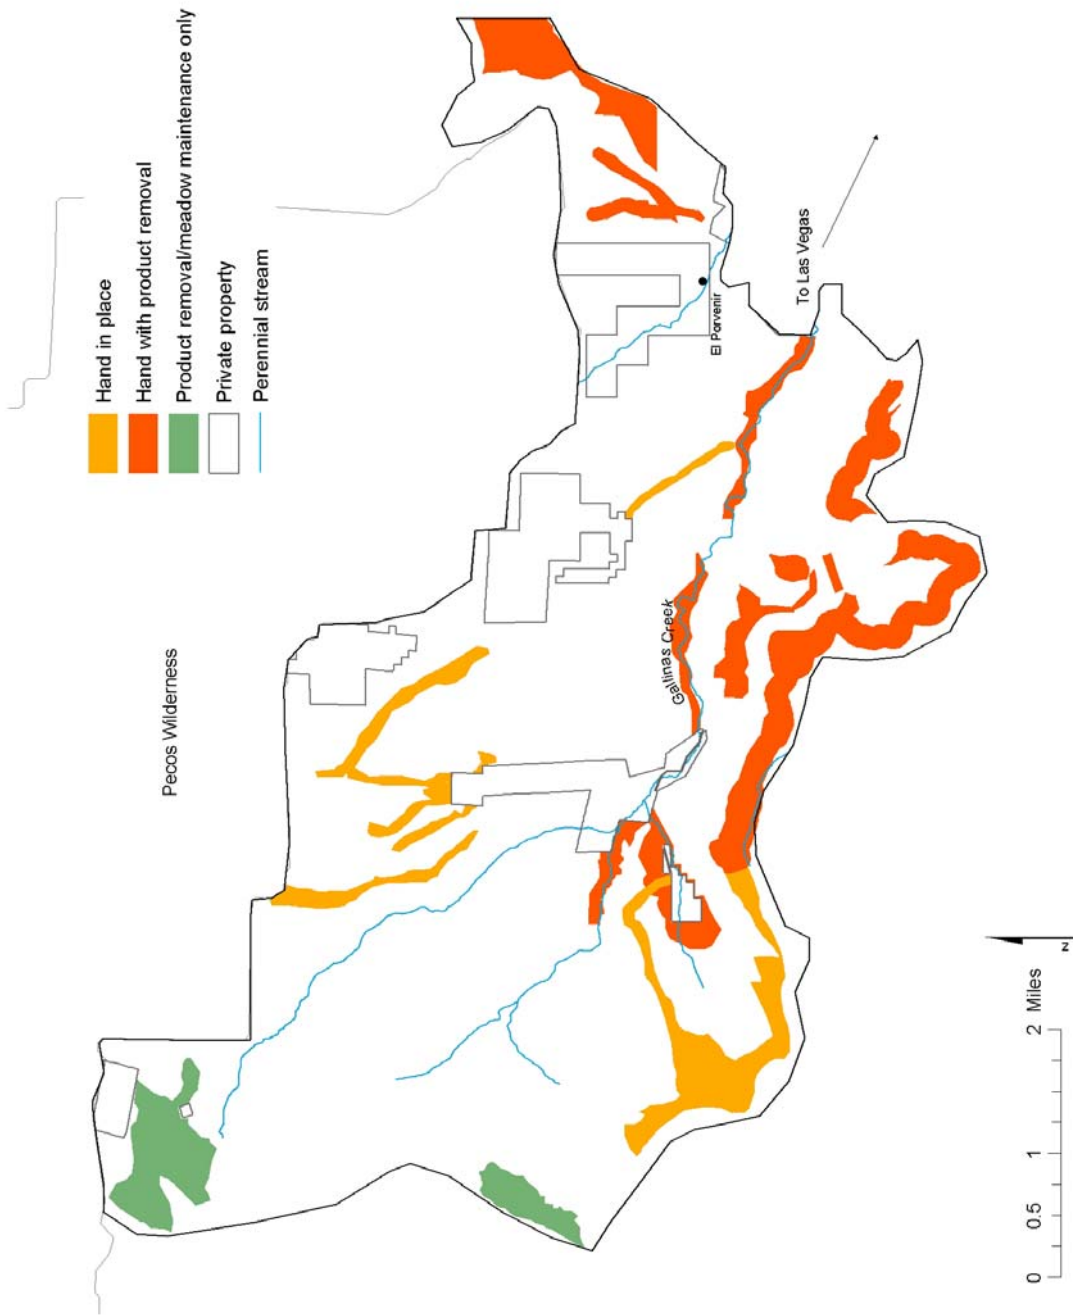 Hand in place
Hand with product removal
Product removal/meadow maintenance only
Private property
Perennial stream
Pecos Wilderness
Gallinas Creek
El Porvenir
To Las Vegas
0 0.5 1 2 Miles
z